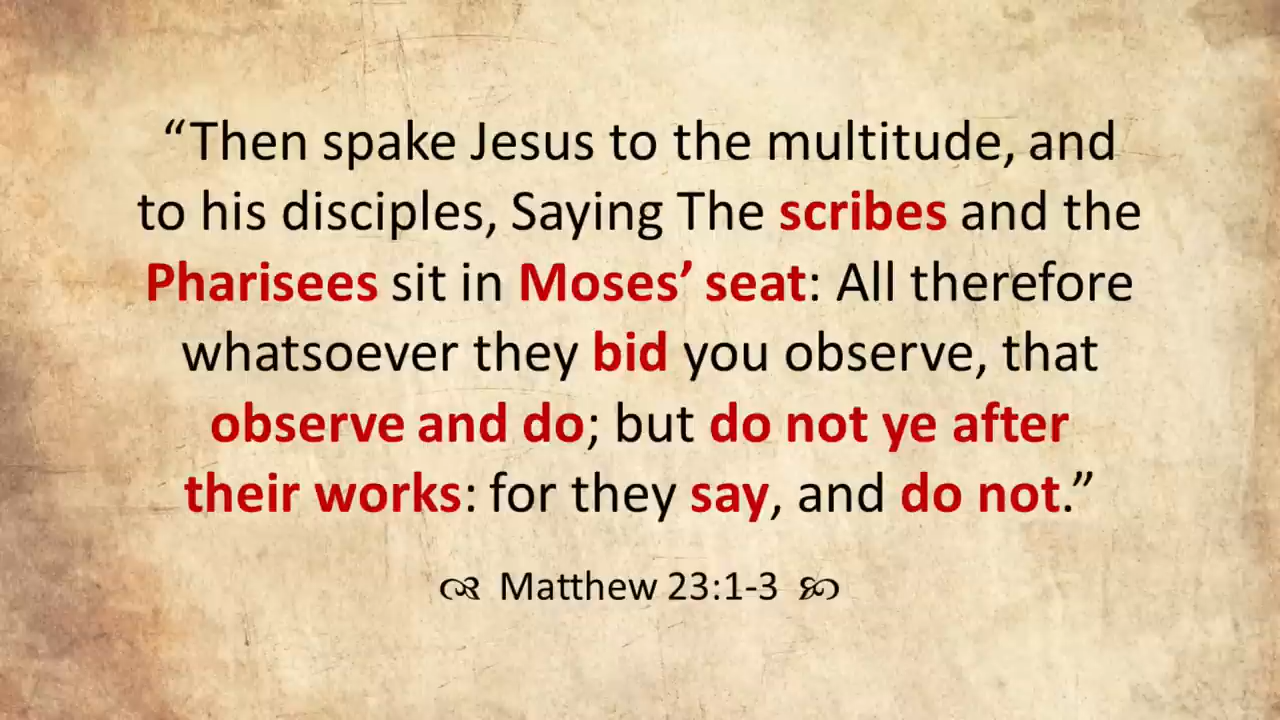 “Then spake Jesus to the multitude, and
to his disciples, Saying The scribes and the
Pharisees sit in Moses’ seat: All therefore
whatsoever they bid you observe, that
observe and do; but do not ye after
their works: for they say, and do not.”
Matthew 23:1-3